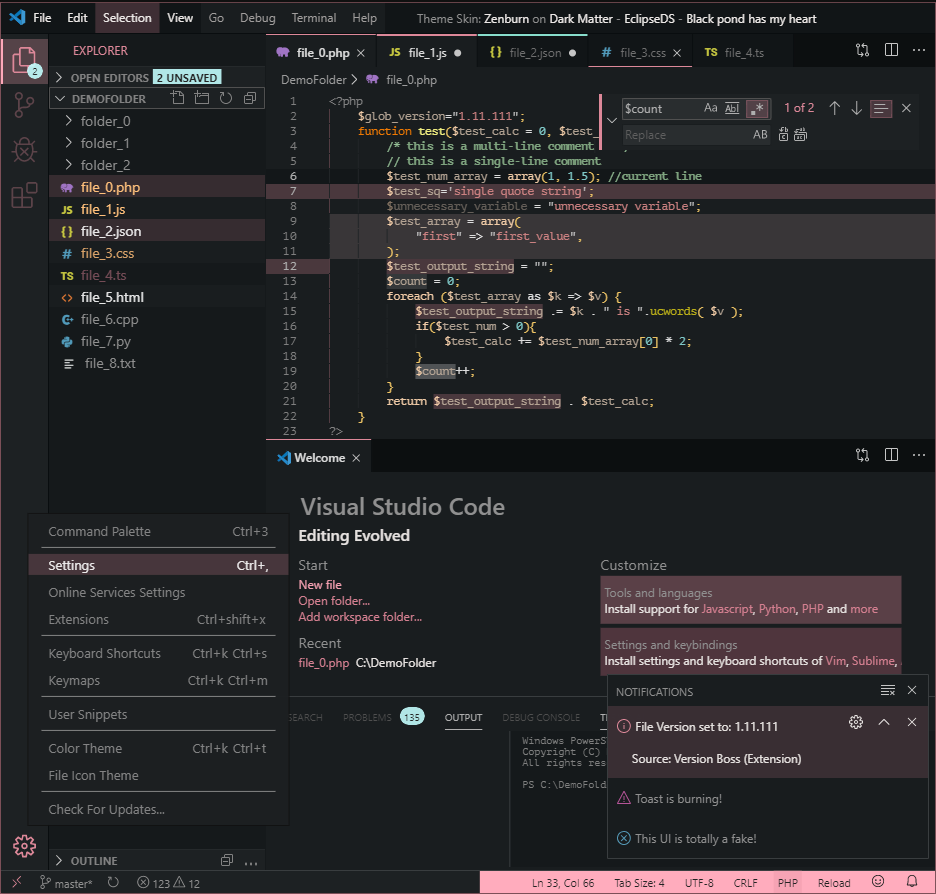 File Edit Selection View Go Debug Terminal Help Theme Skin: Zenburn on Dark Matter - EclipseDS - Black pond has my heart
EXPLORER
2
OPEN EDITORS 2 UNSAVED
DEMOFOLDER
folder_0
folder_1
folder_2
file_0.php
JS file_1.js
{} file_2.json
# file_3.css
TS file_4.ts
<> file_5.html
file_6.cpp
file_7.py
file_8.txt
file_0.php × JS file_1.js ● {} file_2.json ● # file_3.css × TS file_4.ts ...
DemoFolder > file_0.php
$count Aa Abl .* 1 of 2
Replace AB
1 <?php
2 $glob_version="1.11.111";
3 function test($test_calc = 0, $test_
4 /* this is a multi-line comment
5 // this is a single-line comment
6 $test_num_array = array(1, 1.5); //current line
7 $test_sq='single quote string';
8 $unnecessary_variable = "unnecessary variable";
9 $test_array = array(
10 "first" => "first_value",
11 );
12 $test_output_string = "";
13 $count = 0;
14 foreach ($test_array as $k => $v) {
15 $test_output_string .= $k . " is ".ucwords( $v );
16 if($test_num > 0){
17 $test_calc += $test_num_array[0] * 2;
18 }
19 $count++;
20 }
21 return $test_output_string . $test_calc;
22 }
23 ?>
Welcome × ...
Visual Studio Code
Editing Evolved
Start
New file
Open folder...
Add workspace folder...
Recent
file_0.php C:\DemoFolder
Customize
Tools and languages
Install support for Javascript, Python, PHP and more
Settings and keybindings
Install settings and keyboard shortcuts of Vim, Sublime,
Command Palette Ctrl+3
Settings Ctrl+,
Online Services Settings
Extensions Ctrl+shift+x
Keyboard Shortcuts Ctrl+k Ctrl+s
Keymaps Ctrl+k Ctrl+m
User Snippets
Color Theme Ctrl+k Ctrl+t
File Icon Theme
Check For Updates...
SEARCH PROBLEMS 135 OUTPUT DEBUG CONSOLE T
Windows PowerS
Copyright (C)
All rights res
PS C:\DemoFold
NOTIFICATIONS
File Version set to: 1.11.111
Source: Version Boss (Extension)
Toast is burning!
This UI is totally a fake!
OUTLINE ...
master* 123 12 Ln 33, Col 66 Tab Size: 4 UTF-8 CRLF PHP Reload